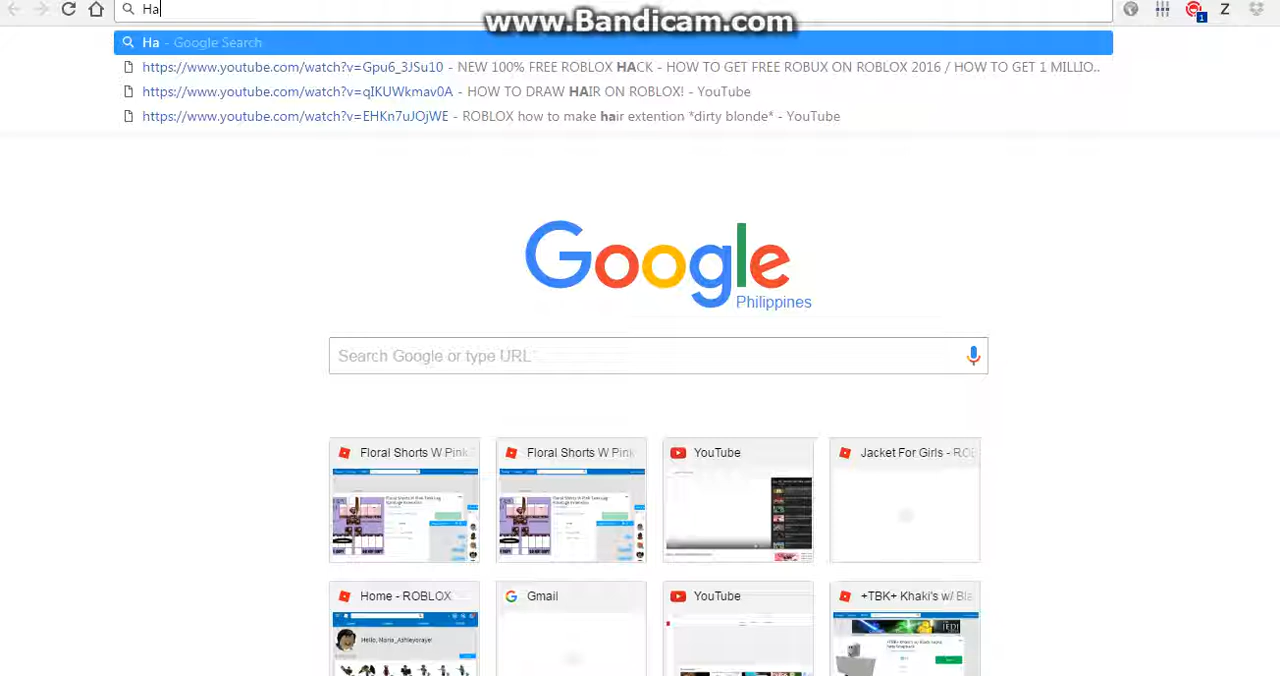 www.Bandicam.com
Ha
1
Z
Ha - Google Search
https://www.youtube.com/watch?v=Gpu6_3JSu10 - NEW 100% FREE ROBLOX HACK - HOW TO GET FREE ROBUX ON ROBLOX 2016 / HOW TO GET 1 MILLIO...
https://www.youtube.com/watch?v=qIKUWkmav0A - HOW TO DRAW HAIR ON ROBLOX! - YouTube
https://www.youtube.com/watch?v=EHKn7uJOjWE - ROBLOX how to make hair extention *dirty blonde* - YouTube
Google
Philippines
Search Google or type URL
Floral Shorts W Pink
Floral Shorts W Pink
YouTube
Jacket For Girls - RO
Home - ROBLOX
Gmail
YouTube
+TBK+ Khaki's w/ Bla